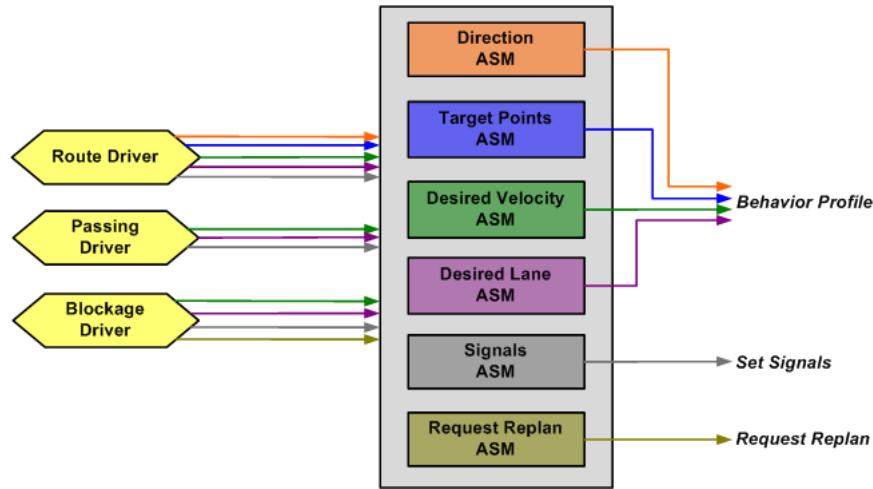 Route Driver
Passing
Driver
Blockage
Driver
Direction
ASM
Target Points
ASM
Desired Velocity
ASM
Desired Lane
ASM
Signals
ASM
Request Replan
ASM
Behavior Profile
Set Signals
Request Replan